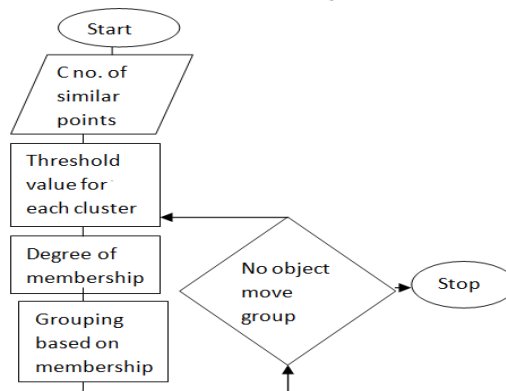 Start
C no. of
similar
points
Threshold
value for
each cluster
Degree of
membership
Grouping
based on
membership
No object
move
group
Stop